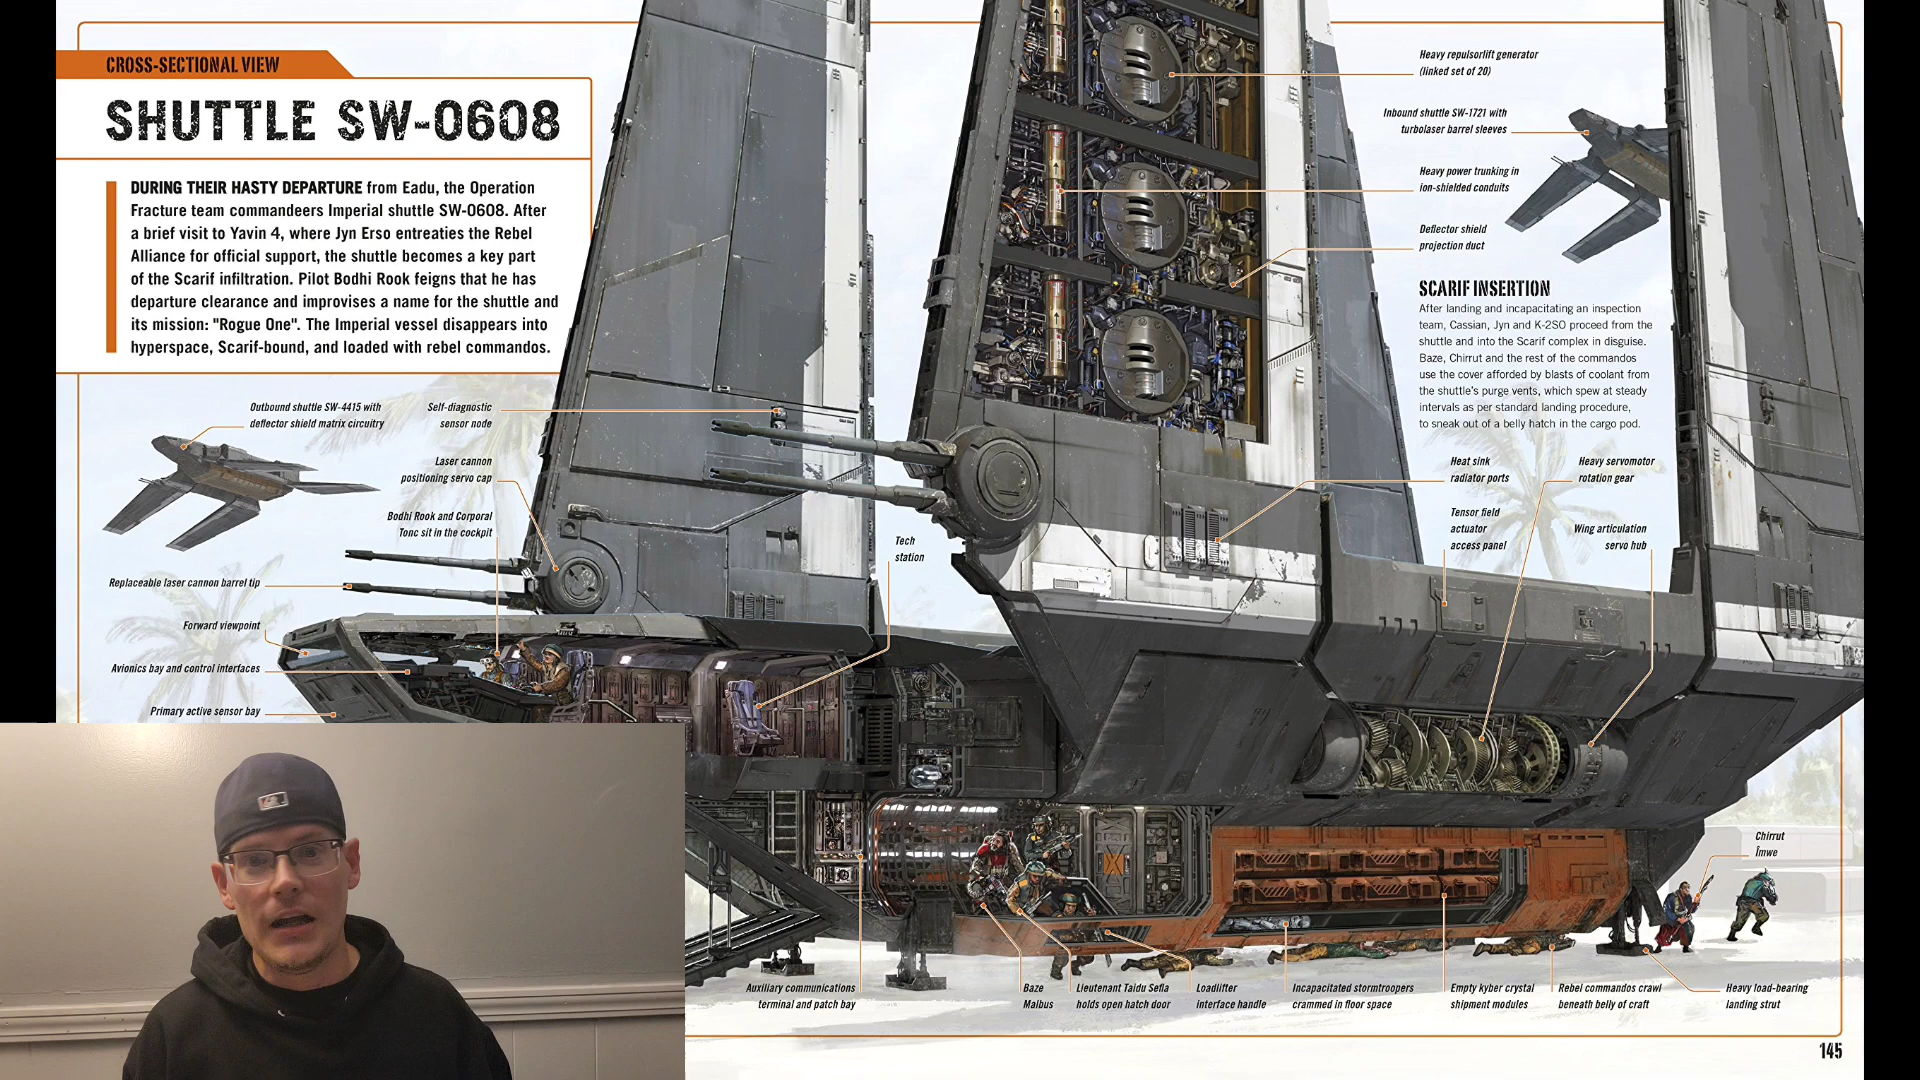 CROSS-SECTIONAL VIEW
SHUTTLE SW-0608
DURING THEIR HASTY DEPARTURE from Eadu, the Operation
Fracture team commandeers Imperial shuttle SW-0608. After
a brief visit to Yavin 4, where Jyn Erso entreaties the Rebel
Alliance for official support, the shuttle becomes a key part
of the Scarif infiltration. Pilot Bodhi Rook feigns that he has
departure clearance and improvises a name for the shuttle and
its mission: "Rogue One". The Imperial vessel disappears into
hyperspace, Scarif-bound, and loaded with rebel commandos.
Outbound shuttle SW-4415 with
deflector shield matrix circuitry
Self-diagnostic
sensor node
Laser cannon
positioning servo cap
Bodhi Rook and Corporal
Tonc sit in the cockpit
Replaceable laser cannon barrel tip
Forward viewpoint
Avionics bay and control interfaces
Primary active sensor bay
Tech
station
Heavy repulsorlift generator
(linked set of 20)
Inbound shuttle SW-1721 with
turbolaser barrel sleeves
Heavy power trunking in
ion-shielded conduits
Deflector shield
projection duct
SCARIF INSERTION
After landing and incapacitating an inspection
team, Cassian, Jyn and K-2SO proceed from the
shuttle and into the Scarif complex in disguise.
Baze, Chirrut and the rest of the commandos
use the cover afforded by blasts of coolant from
the shuttle's purge vents, which spew at steady
intervals as per standard landing procedure,
to sneak out of a belly hatch in the cargo pod.
Heat sink
radiator ports
Heavy servomotor
rotation gear
Tensor field
actuator
access panel
Wing articulation
servo hub
Chirrut
Îmwe
Auxiliary communications
terminal and patch bay
Baze
Malbus
Lieutenant Taidu Sefla
holds open hatch door
Loadlifter
interface handle
Incapacitated stormtroopers
crammed in floor space
Empty kyber crystal
shipment modules
Rebel commandos crawl
beneath belly of craft
Heavy load-bearing
landing strut
145